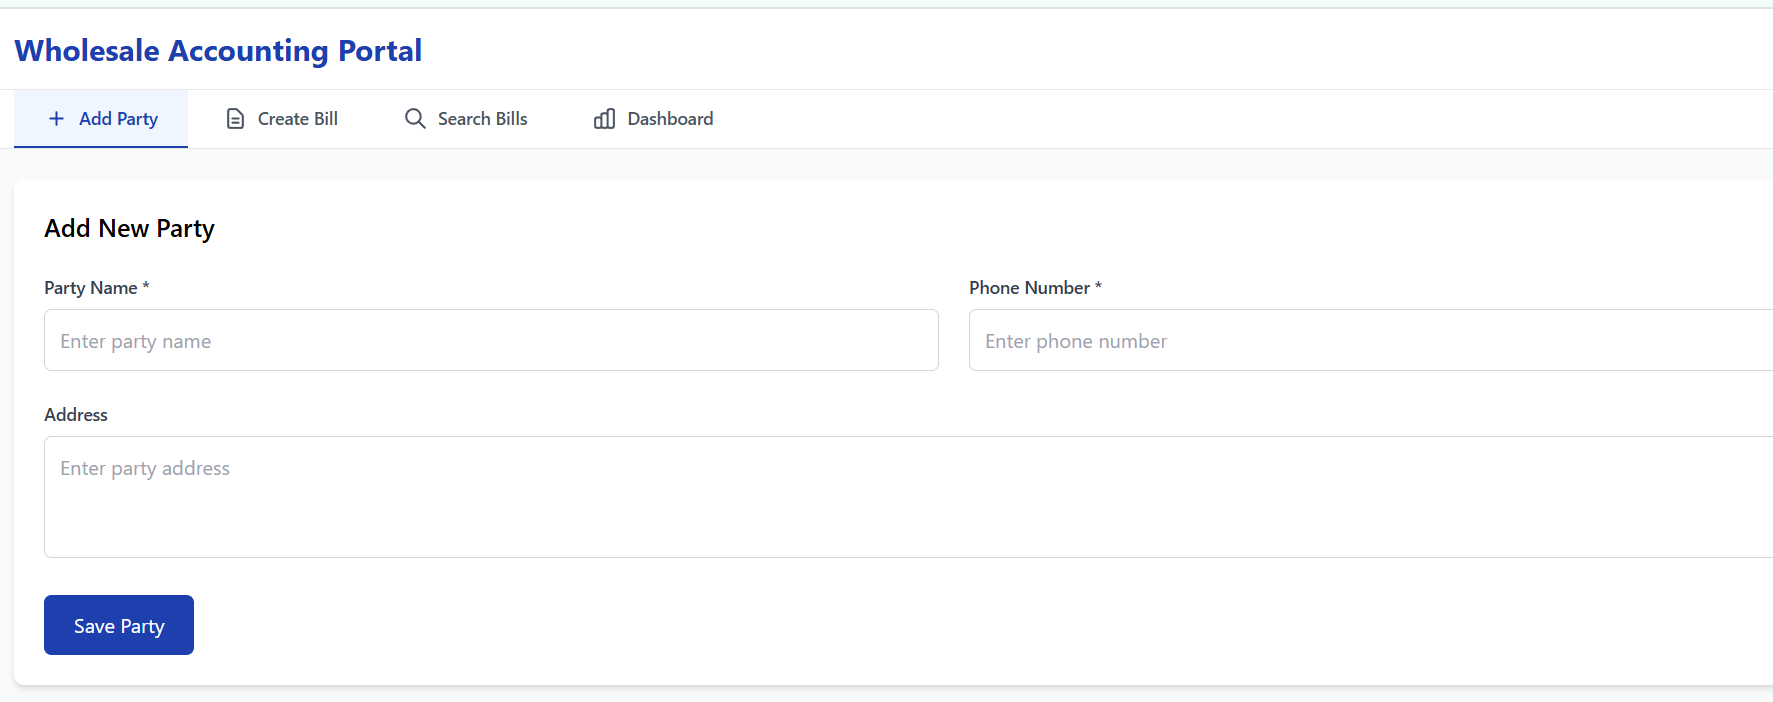 Wholesale Accounting Portal
Add Party Create Bill Search Bills Dashboard
Add New Party
Party Name * Phone Number *
Enter party name Enter phone number
Address
Enter party address
Save Party